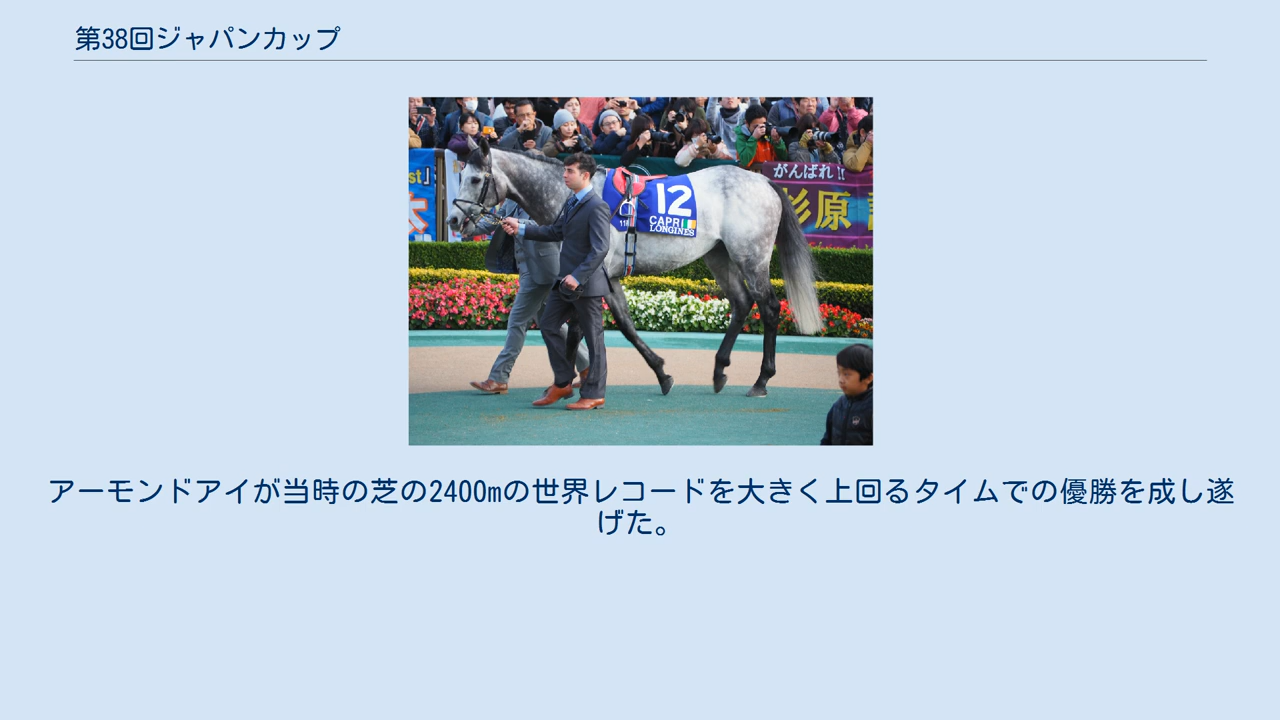 第38回ジャパンカップ
st」
がんばれ!!
杉原
12
CAPRI
LONGINES
アーモンドアイが当時の芝の2400mの世界レコードを大きく上回るタイムでの優勝を成し遂
げた。